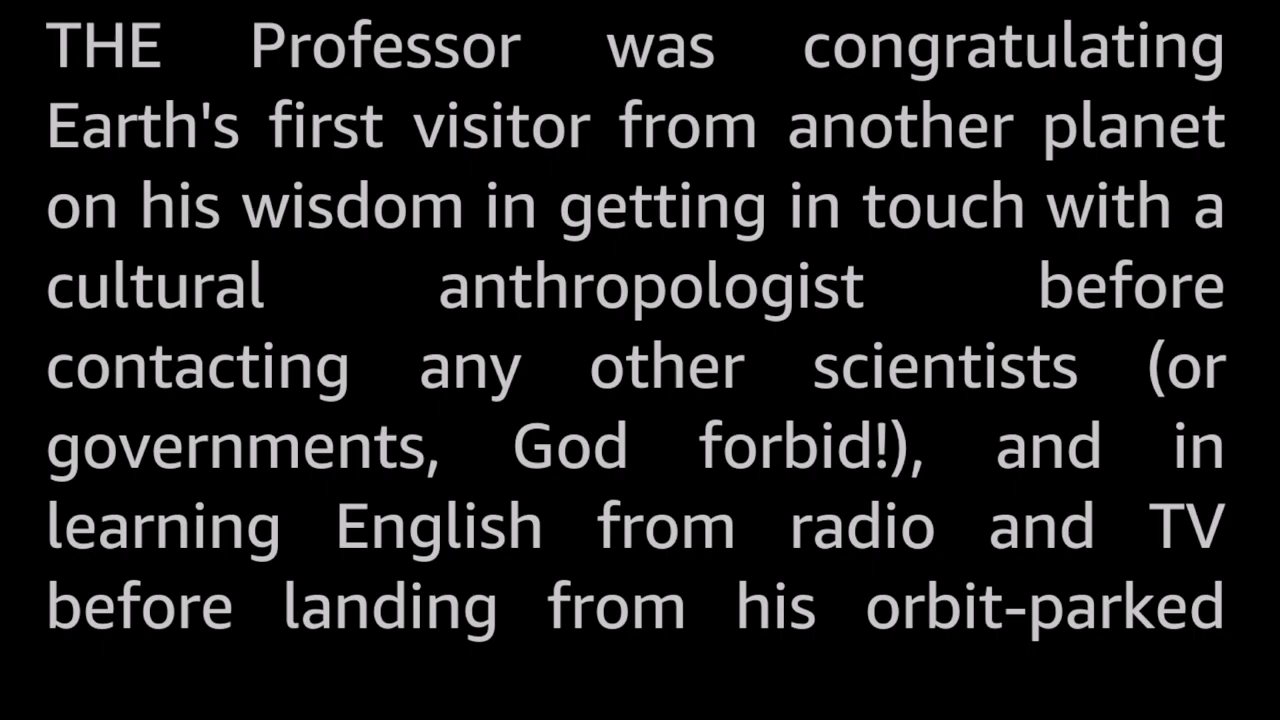 THE Professor was congratulating
Earth's first visitor from another planet
on his wisdom in getting in touch with a
cultural anthropologist before
contacting any other scientists (or
governments, God forbid!), and in
learning English from radio and TV
before landing from his orbit-parked